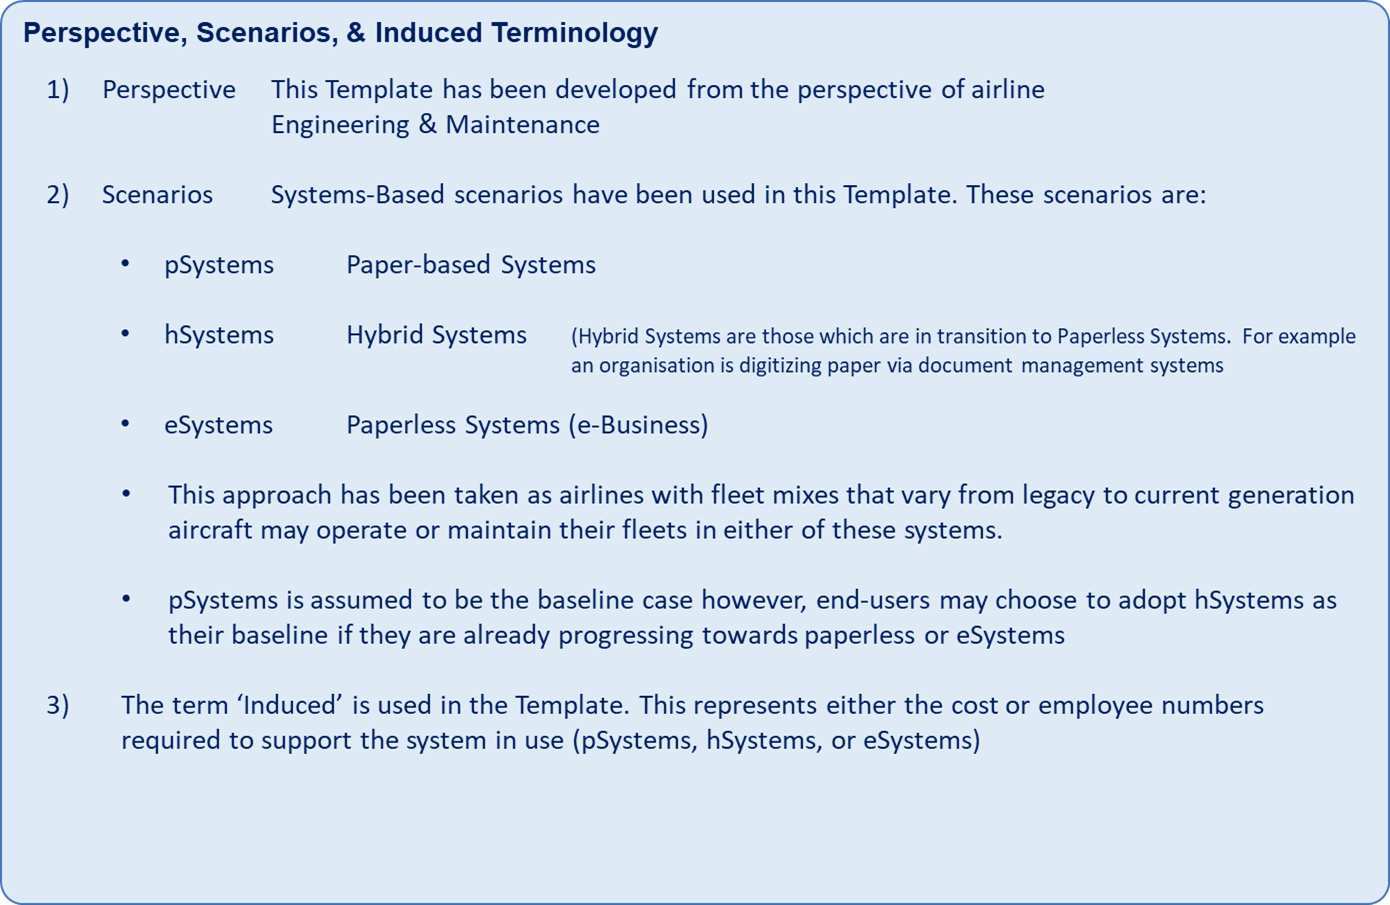 Perspective, Scenarios, & Induced Terminology
1) Perspective This Template has been developed from the perspective of airline
Engineering & Maintenance
2) Scenarios Systems-Based scenarios have been used in this Template. These scenarios are:
• pSystems Paper-based Systems
• hSystems Hybrid Systems (Hybrid Systems are those which are in transition to Paperless Systems. For example
an organisation is digitizing paper via document management systems
• eSystems Paperless Systems (e-Business)
• This approach has been taken as airlines with fleet mixes that vary from legacy to current generation
aircraft may operate or maintain their fleets in either of these systems.
• pSystems is assumed to be the baseline case however, end-users may choose to adopt hSystems as
their baseline if they are already progressing towards paperless or eSystems
3) The term ‘Induced’ is used in the Template. This represents either the cost or employee numbers
required to support the system in use (pSystems, hSystems, or eSystems)